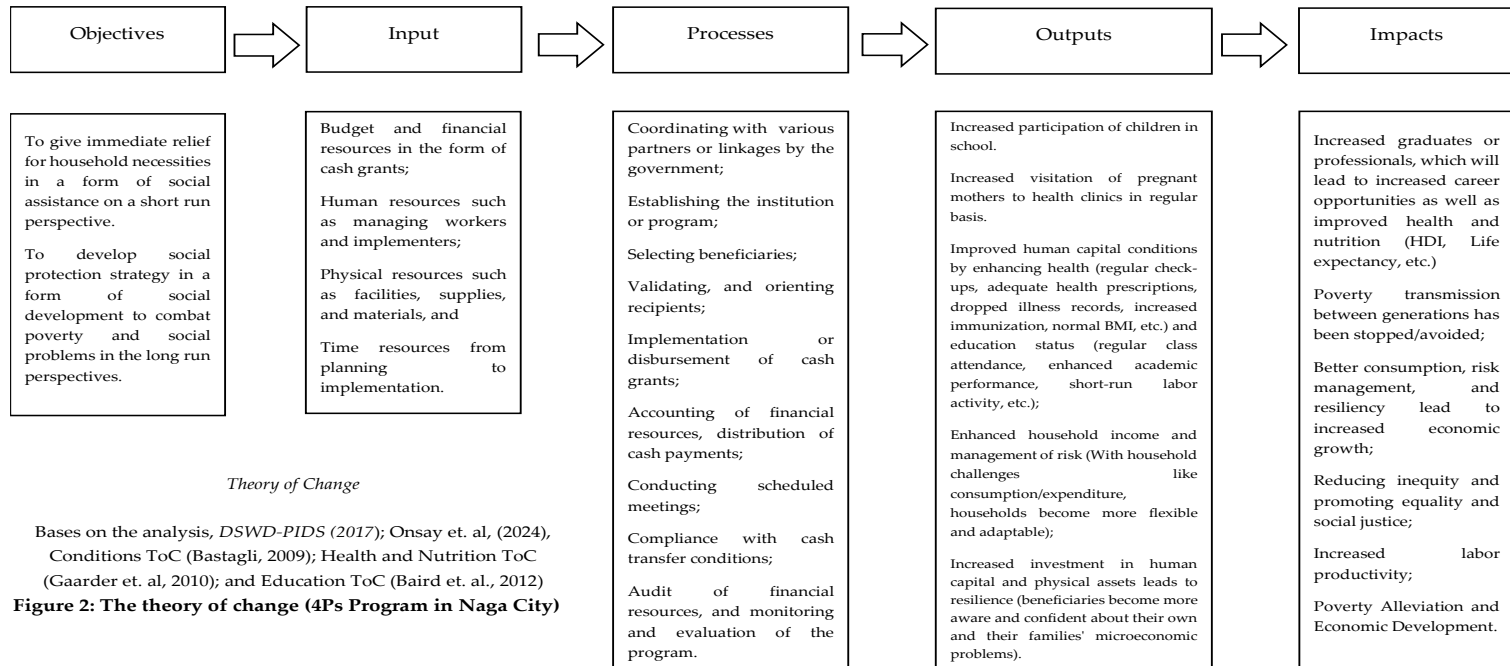 Objectives
Input
Processes
Outputs
Impacts
To give immediate relief
for household necessities
in a form of social
assistance on a short run
perspective.
To develop social
protection strategy in a
form of social
development to combat
poverty and social
problems in the long run
perspectives.
Budget and financial
resources in the form of
cash grants;
Human resources such
as managing workers
and implementers;
Physical resources such
as facilities, supplies,
and materials, and
Time resources from
planning to
implementation.
Coordinating with various
partners or linkages by the
government;
Establishing the institution
or program;
Selecting beneficiaries;
Validating, and orienting
recipients;
Implementation or
disbursement of cash
grants;
Accounting of financial
resources, distribution of
cash payments;
Conducting scheduled
meetings;
Compliance with cash
transfer conditions;
Audit of financial
resources, and monitoring
and evaluation of the
program.
Increased participation of children in
school.
Increased visitation of pregnant
mothers to health clinics in regular
basis.
Improved human capital conditions
by enhancing health (regular check-
ups, adequate health prescriptions,
dropped illness records, increased
immunization, normal BMI, etc.) and
education status (regular class
attendance, enhanced academic
performance, short-run labor
activity, etc.);
Enhanced household income and
management of risk (With household
challenges like
consumption/expenditure,
households become more flexible
and adaptable);
Increased investment in human
capital and physical assets leads to
resilience (beneficiaries become more
aware and confident about their own
and their families' microeconomic
problems).
Increased graduates or
professionals, which will
lead to increased career
opportunities as well as
improved health and
nutrition (HDI, Life
expectancy, etc.)
Poverty transmission
between generations has
been stopped/avoided;
Better consumption, risk
management, and
resiliency lead to
increased economic
growth;
Reducing inequity and
promoting equality and
social justice;
Increased labor
productivity;
Poverty Alleviation and
Economic Development.
Theory of Change
Bases on the analysis, DSWD-PIDS (2017); Onsay et. al, (2024),
Conditions ToC (Bastagli, 2009); Health and Nutrition ToC
(Gaarder et. al, 2010); and Education ToC (Baird et. al., 2012)
Figure 2: The theory of change (4Ps Program in Naga City)